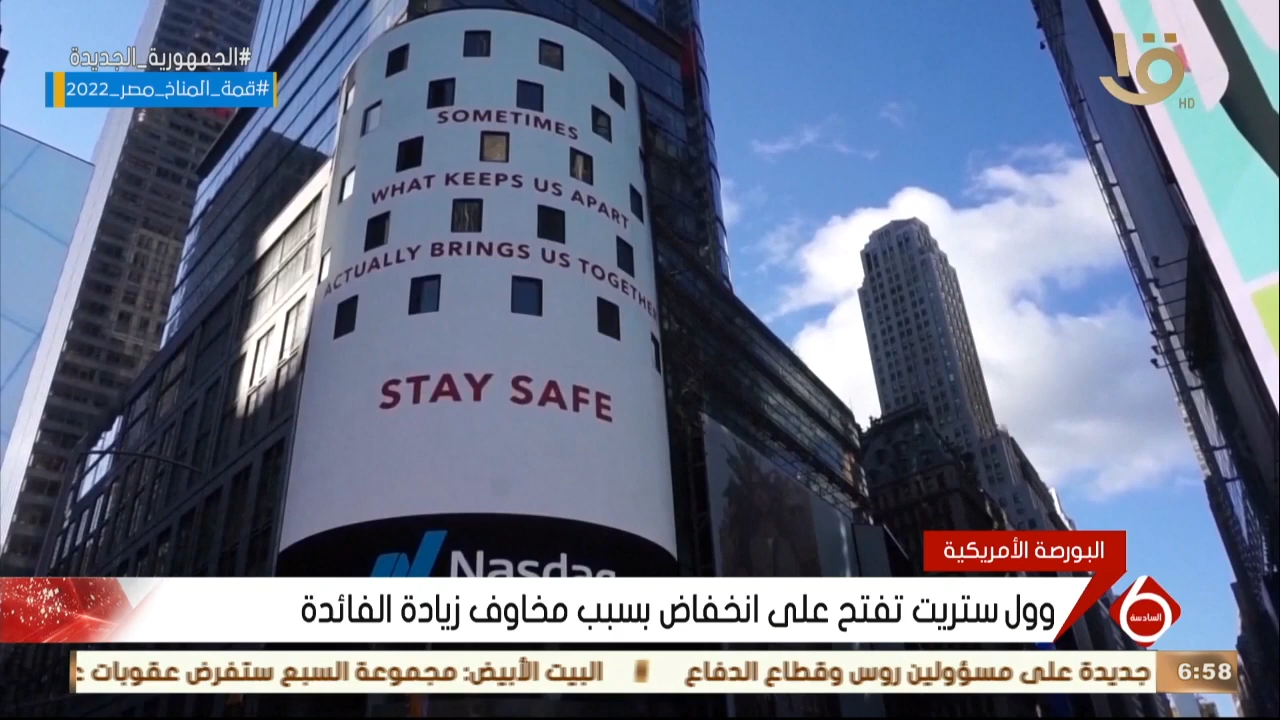 #الجمهورية_الجديدة
#قمة_المناخ_مصر_2022
HD
SOMETIMES
WHAT KEEPS US APART
ACTUALLY BRINGS US TOGETHER
STAY SAFE
Nasdaq
البورصة الأمريكية
وول ستريت تفتح على انخفاض بسبب مخاوف زيادة الفائدة
السادسة
6:58
جديدة على مسؤولين روس وقطاع الدفاع
البيت الأبيض: مجموعة السبع ستفرض عقوبات